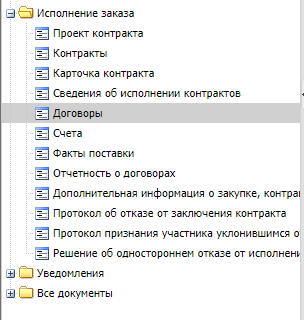 Исполнение заказа
Проект контракта
Контракты
Карточка контракта
Сведения об исполнении контрактов
Договоры
Счета
Факты поставки
Отчетность о договорах
Дополнительная информация о закупке, контра
Протокол об отказе от заключения контракта
Протокол признания участника уклонившимся о
Решение об одностороннем отказе от исполнени
Уведомления
Все документы